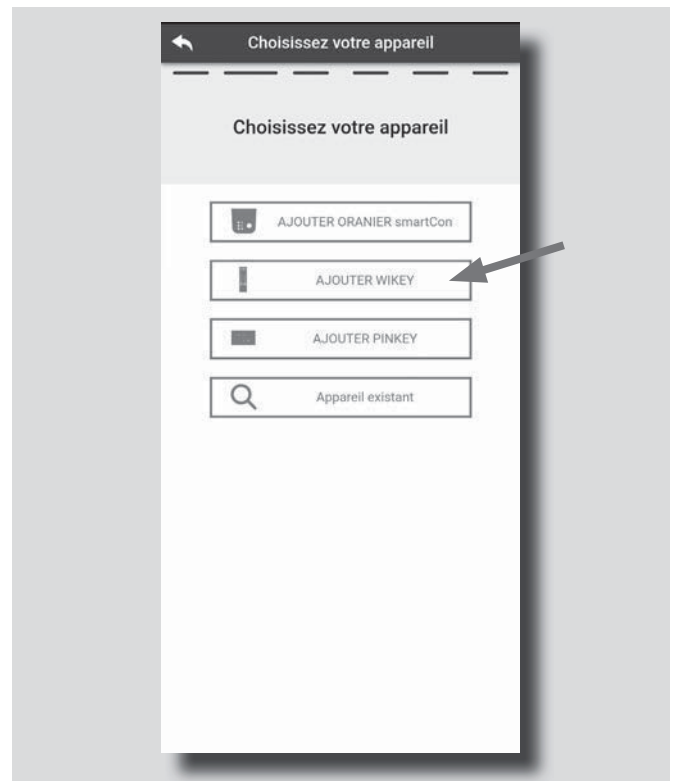 Choisissez votre appareil
Choisissez votre appareil
AJOUTER ORANIER smartCon
AJOUTER WIKEY
AJOUTER PINKEY
Appareil existant